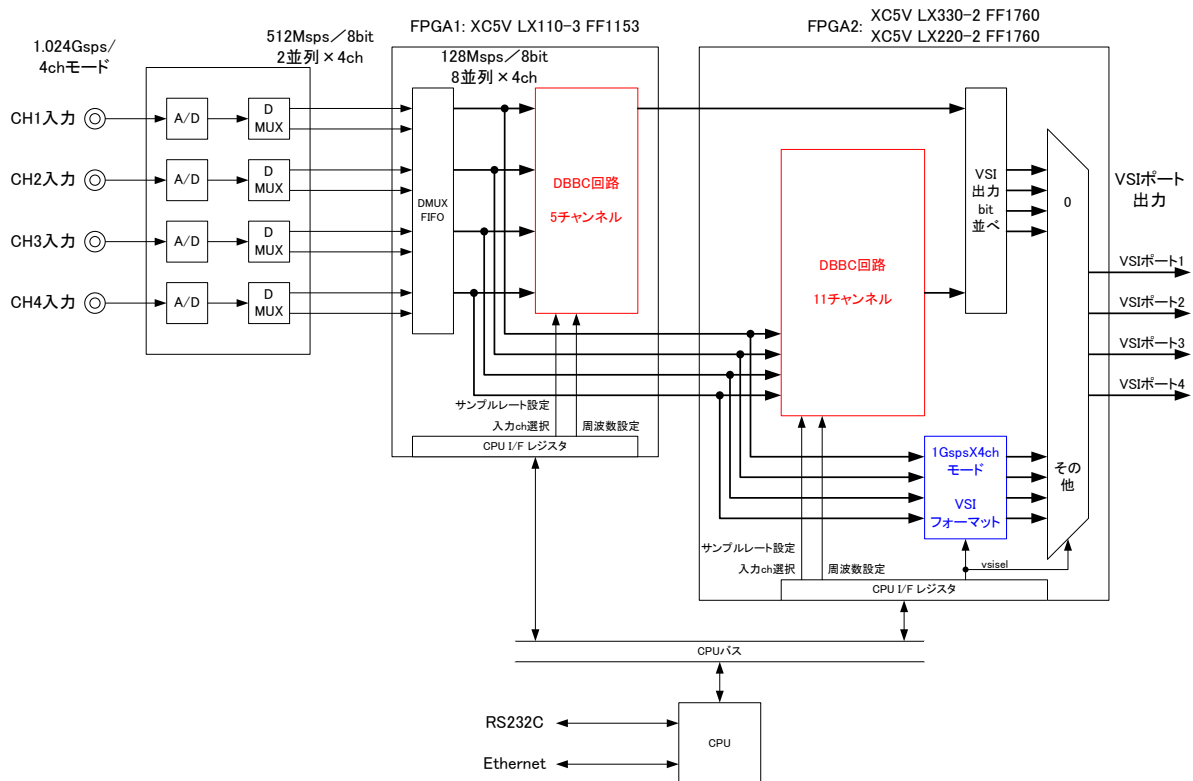 1.024Gsps/
4chモード
512Msps／8bit
2並列×4ch
FPGA1: XC5V LX110-3 FF1153
128Msps／8bit
8並列×4ch
FPGA2:
XC5V LX330-2 FF1760
XC5V LX220-2 FF1760
CH1入力
A/D
D
MUX
CH2入力
A/D
D
MUX
CH3入力
A/D
D
MUX
CH4入力
A/D
D
MUX
DMUX
FIFO
DBBC回路
5チャンネル
DBBC回路
11チャンネル
VSI
出力
bit
並べ
0
その
他
VSIポート
出力
VSIポート1
VSIポート2
VSIポート3
VSIポート4
サンプルレート設定
入力ch選択
周波数設定
CPU I/F レジスタ
1GspsX4ch
モード
VSI
フォーマット
サンプルレート設定
入力ch選択
周波数設定
vsisel
CPU I/F レジスタ
CPUバス
RS232C
Ethernet
CPU